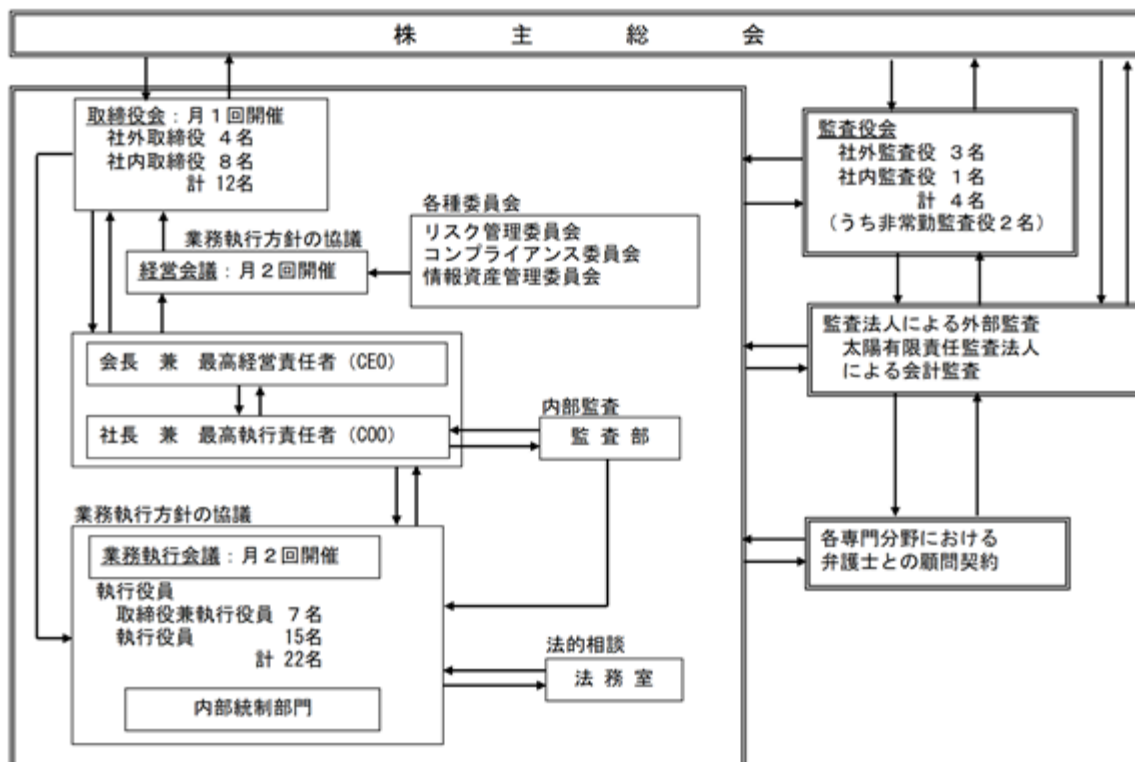 株主総会
取締役会：月１回開催
社外取締役 ４名
社内取締役 ８名
計 12名
業務執行方針の協議
経営会議：月２回開催
各種委員会
リスク管理委員会
コンプライアンス委員会
情報資産管理委員会
会長 兼 最高経営責任者（CEO）
社長 兼 最高執行責任者（COO）
内部監査
監査部
業務執行方針の協議
業務執行会議：月２回開催
執行役員
取締役兼執行役員 ７名
執行役員 15名
計 22名
内部統制部門
法的相談
法務室
監査役会
社外監査役 ３名
社内監査役 １名
計 ４名
（うち非常勤監査役２名）
監査法人による外部監査
太陽有限責任監査法人
による会計監査
各専門分野における
弁護士との顧問契約